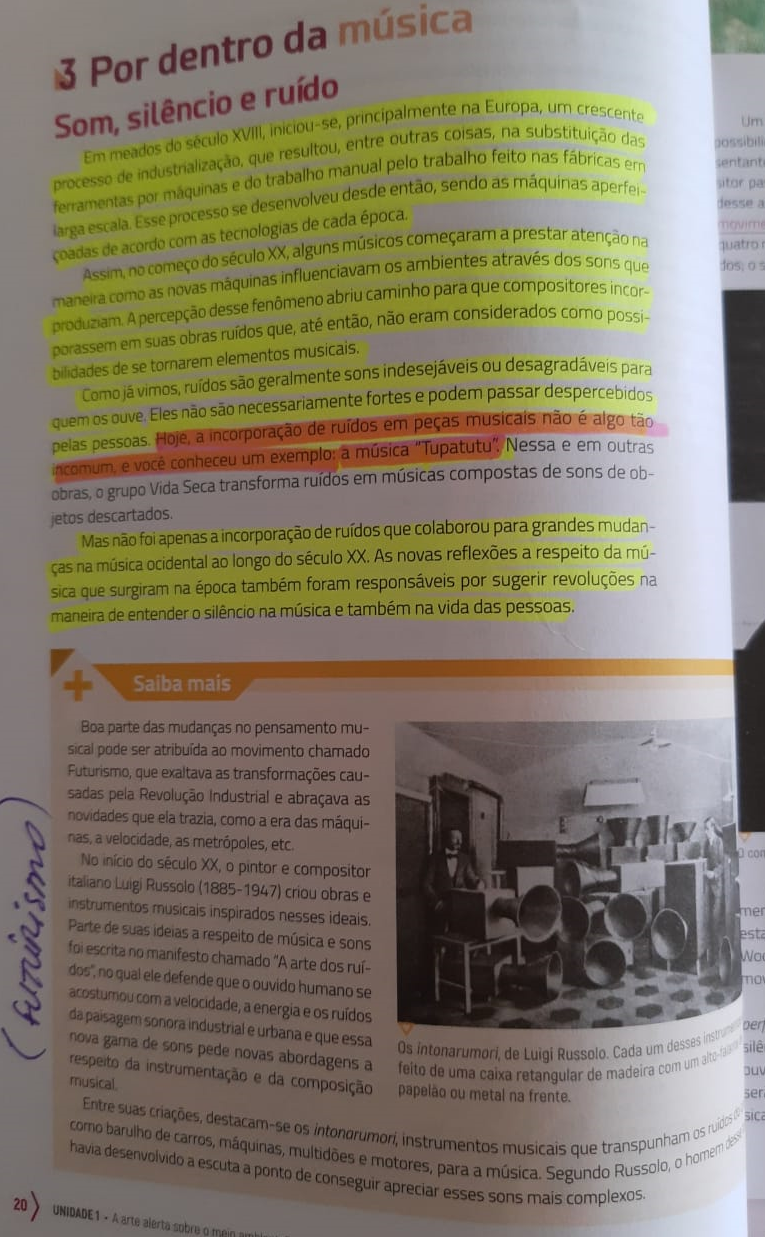 3 Por dentro da música
Som, silêncio e ruído
Em meados do século XVIII, iniciou-se, principalmente na Europa, um crescente
processo de industrialização, que resultou, entre outras coisas, na substituição das
ferramentas por máquinas e do trabalho manual pelo trabalho feito nas fábricas em
larga escala. Esse processo se desenvolveu desde então, sendo as máquinas aperfei-
çoadas de acordo com as tecnologias de cada época.
Assim, no começo do século XX, alguns músicos começaram a prestar atenção na
maneira como as novas máquinas influenciavam os ambientes através dos sons que
produziam. A percepção desse fenômeno abriu caminho para que compositores incor-
porassem em suas obras ruídos que, até então, não eram considerados como possi-
bilidades de se tornarem elementos musicais.
Como já vimos, ruídos são geralmente sons indesejáveis ou desagradáveis para
quem os ouve. Eles não são necessariamente fortes e podem passar despercebidos
pelas pessoas. Hoje, a incorporação de ruídos em peças musicais não é algo tão
incomum, e você conheceu um exemplo: a música "Tupatutu". Nessa e em outras
obras, o grupo Vida Seca transforma ruídos em músicas compostas de sons de ob-
jetos descartados.
Mas não foi apenas a incorporação de ruídos que colaborou para grandes mudan-
ças na música ocidental ao longo do século XX. As novas reflexões a respeito da mú-
sica que surgiram na época também foram responsáveis por sugerir revoluções na
maneira de entender o silêncio na música e também na vida das pessoas.
+ Saiba mais
Boa parte das mudanças no pensamento mu-
sical pode ser atribuída ao movimento chamado
Futurismo, que exaltava as transformações cau-
sadas pela Revolução Industrial e abraçava as
novidades que ela trazia, como a era das máqui-
nas, a velocidade, as metrópoles, etc.
No início do século XX, o pintor e compositor
italiano Luigi Russolo (1885-1947) criou obras e
instrumentos musicais inspirados nesses ideais.
Parte de suas ideias a respeito de música e sons
foi escrita no manifesto chamado "A arte dos ruí-
dos", no qual ele defende que o ouvido humano se
acostumou com a velocidade, a energia e os ruídos
da paisagem sonora industrial e urbana e que essa
nova gama de sons pede novas abordagens a
respeito da instrumentação e da composição
musical.
Os intonarumori, de Luigi Russolo. Cada um desses
feito de uma caixa retangular de madeira com um
papelão ou metal na frente.
Entre suas criações, destacam-se os intonarumori, instrumentos musicais que transpunham os ruídos
como barulho de carros, máquinas, multidões e motores, para a música. Segundo Russolo, o homem
havia desenvolvido a escuta a ponto de conseguir apreciar esses sons mais complexos.
(futurismo)
20 UNIDADE 1 - A arte alerta sobre o meio
Um
possibili
sentant
sitor pa
desse a
movime
quatro
dos; o s